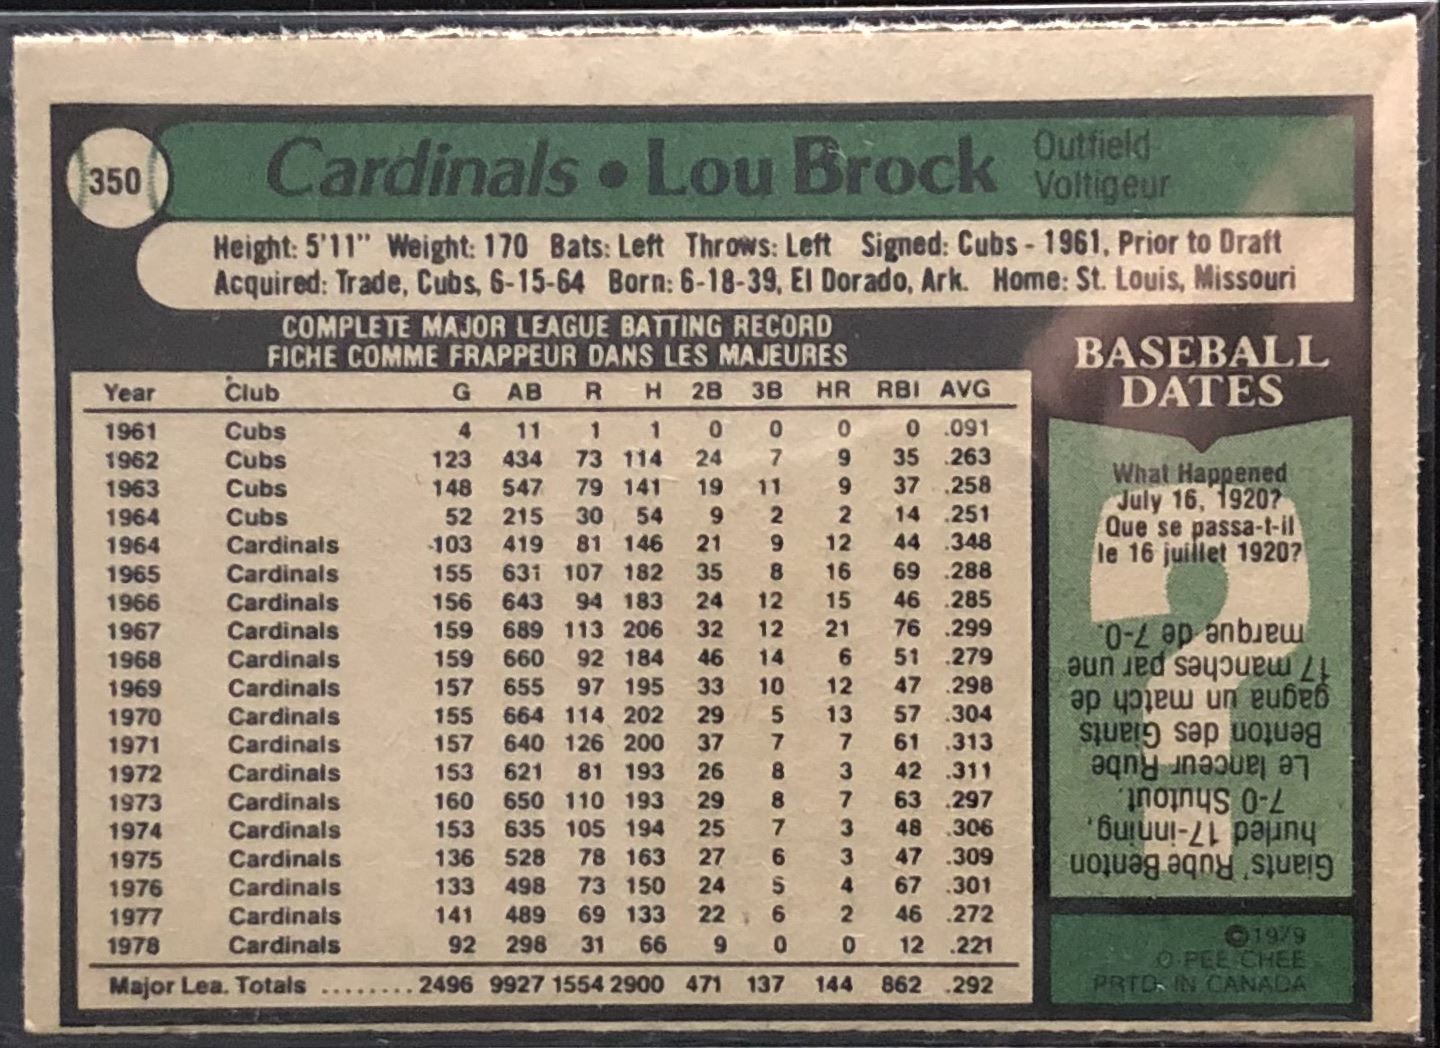 350
Cardinals • Lou Brock
Outfield
Voltigeur
Height: 5'11" Weight: 170 Bats: Left Throws: Left Signed: Cubs - 1961, Prior to Draft
Acquired: Trade, Cubs, 6-15-64 Born: 6-18-39, El Dorado, Ark. Home: St. Louis, Missouri
COMPLETE MAJOR LEAGUE BATTING RECORD
FICHE COMME FRAPPEUR DANS LES MAJEURES
Year Club G AB R H 2B 3B HR RBI AVG
1961 Cubs 4 11 1 1 0 0 0 0 .091
1962 Cubs 123 434 73 114 24 7 9 35 .263
1963 Cubs 148 547 79 141 19 11 9 37 .258
1964 Cubs 52 215 30 54 9 2 2 14 .251
1964 Cardinals 103 419 81 146 21 9 12 44 .348
1965 Cardinals 155 631 107 182 35 8 16 69 .288
1966 Cardinals 156 643 94 183 24 12 15 46 .285
1967 Cardinals 159 689 113 206 32 12 21 76 .299
1968 Cardinals 159 660 92 184 46 14 6 51 .279
1969 Cardinals 157 655 97 195 33 10 12 47 .298
1970 Cardinals 155 664 114 202 29 5 13 57 .304
1971 Cardinals 157 640 126 200 37 7 7 61 .313
1972 Cardinals 153 621 81 193 26 8 3 42 .311
1973 Cardinals 160 650 110 193 29 8 7 63 .297
1974 Cardinals 153 635 105 194 25 7 3 48 .306
1975 Cardinals 136 528 78 163 27 6 3 47 .309
1976 Cardinals 133 498 73 150 24 5 4 67 .301
1977 Cardinals 141 489 69 133 22 6 2 46 .272
1978 Cardinals 92 298 31 66 9 0 0 12 .221
Major Lea. Totals ........ 2496 9927 1554 2900 471 137 144 862 .292
BASEBALL
DATES
What Happened
July 16, 1920?
Que se passa-t-il
le 16 juillet 1920?
Giants' Rube Benton
hurled 17-inning,
7-0 Shutout.
Le lanceur Rube
Benton des Giants
gagna un match de
17 manches par une
marque de 7-0.
©1979
O-PEE-CHEE
PRTD. IN CANADA